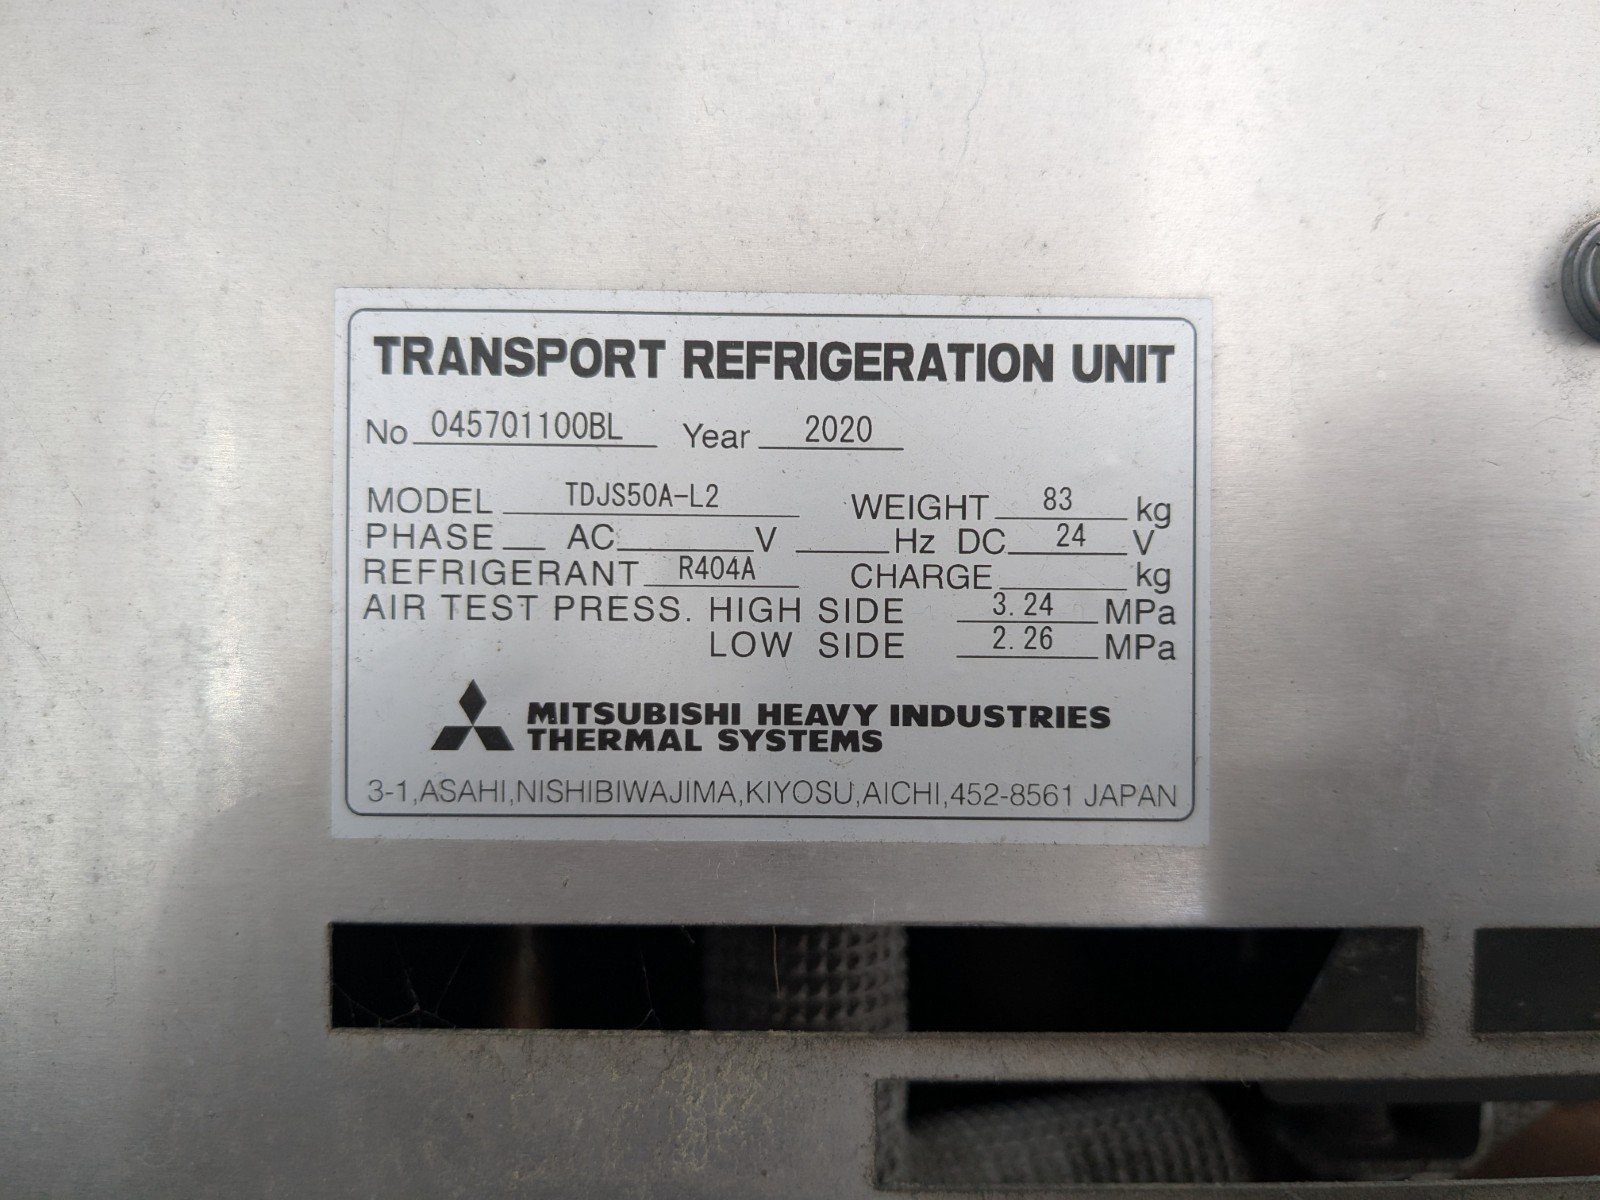 TRANSPORT REFRIGERATION UNIT
No 045701100BL Year 2020
MODEL TDJS50A-L2 WEIGHT 83 kg
PHASE AC V Hz DC 24 V
REFRIGERANT R404A CHARGE kg
AIR TEST PRESS. HIGH SIDE 3.24 MPa
LOW SIDE 2.26 MPa
MITSUBISHI HEAVY INDUSTRIES
THERMAL SYSTEMS
3-1,ASAHI,NISHIBIWAJIMA,KIYOSU,AICHI,452-8561 JAPAN